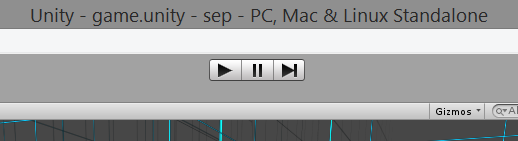 Unity - game.unity - sep - PC, Mac & Linux Standalone
Gizmos